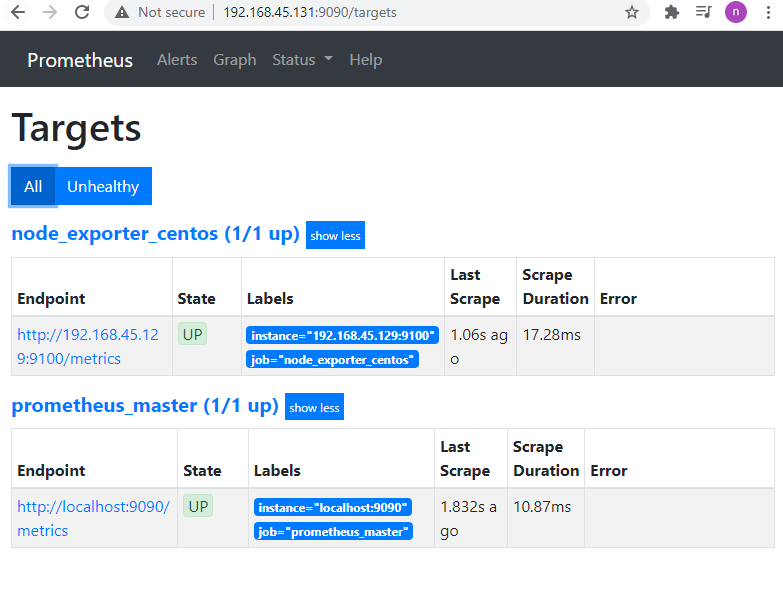 Not secure | 192.168.45.131:9090/targets
n
Prometheus Alerts Graph Status Help
Targets
All Unhealthy
node_exporter_centos (1/1 up) show less
Last Scrape
Endpoint State Labels Scrape Duration Error
http://192.168.45.12 UP instance="192.168.45.129:9100" 1.06s ag 17.28ms
9:9100/metrics job="node_exporter_centos" o
prometheus_master (1/1 up) show less
Last Scrape
Endpoint State Labels Scrape Duration Error
http://localhost:9090/ UP instance="localhost:9090" 1.832s a 10.87ms
metrics job="prometheus_master" go